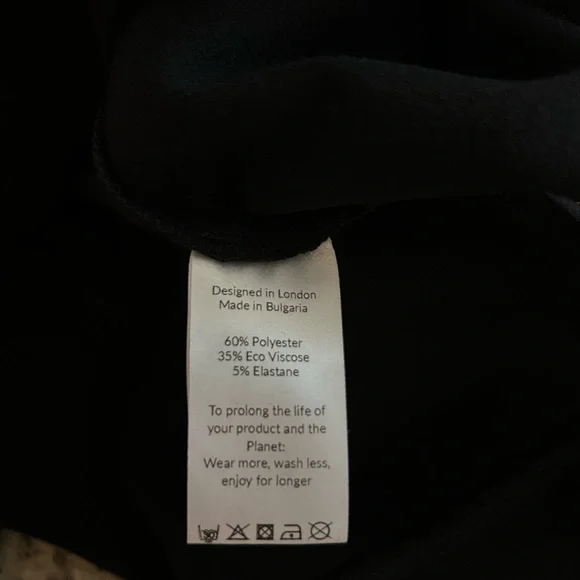 Designed in London
Made in Bulgaria
60% Polyester
35% Eco Viscose
5% Elastane
To prolong the life of
your product and the
Planet:
Wear more, wash less,
enjoy for longer